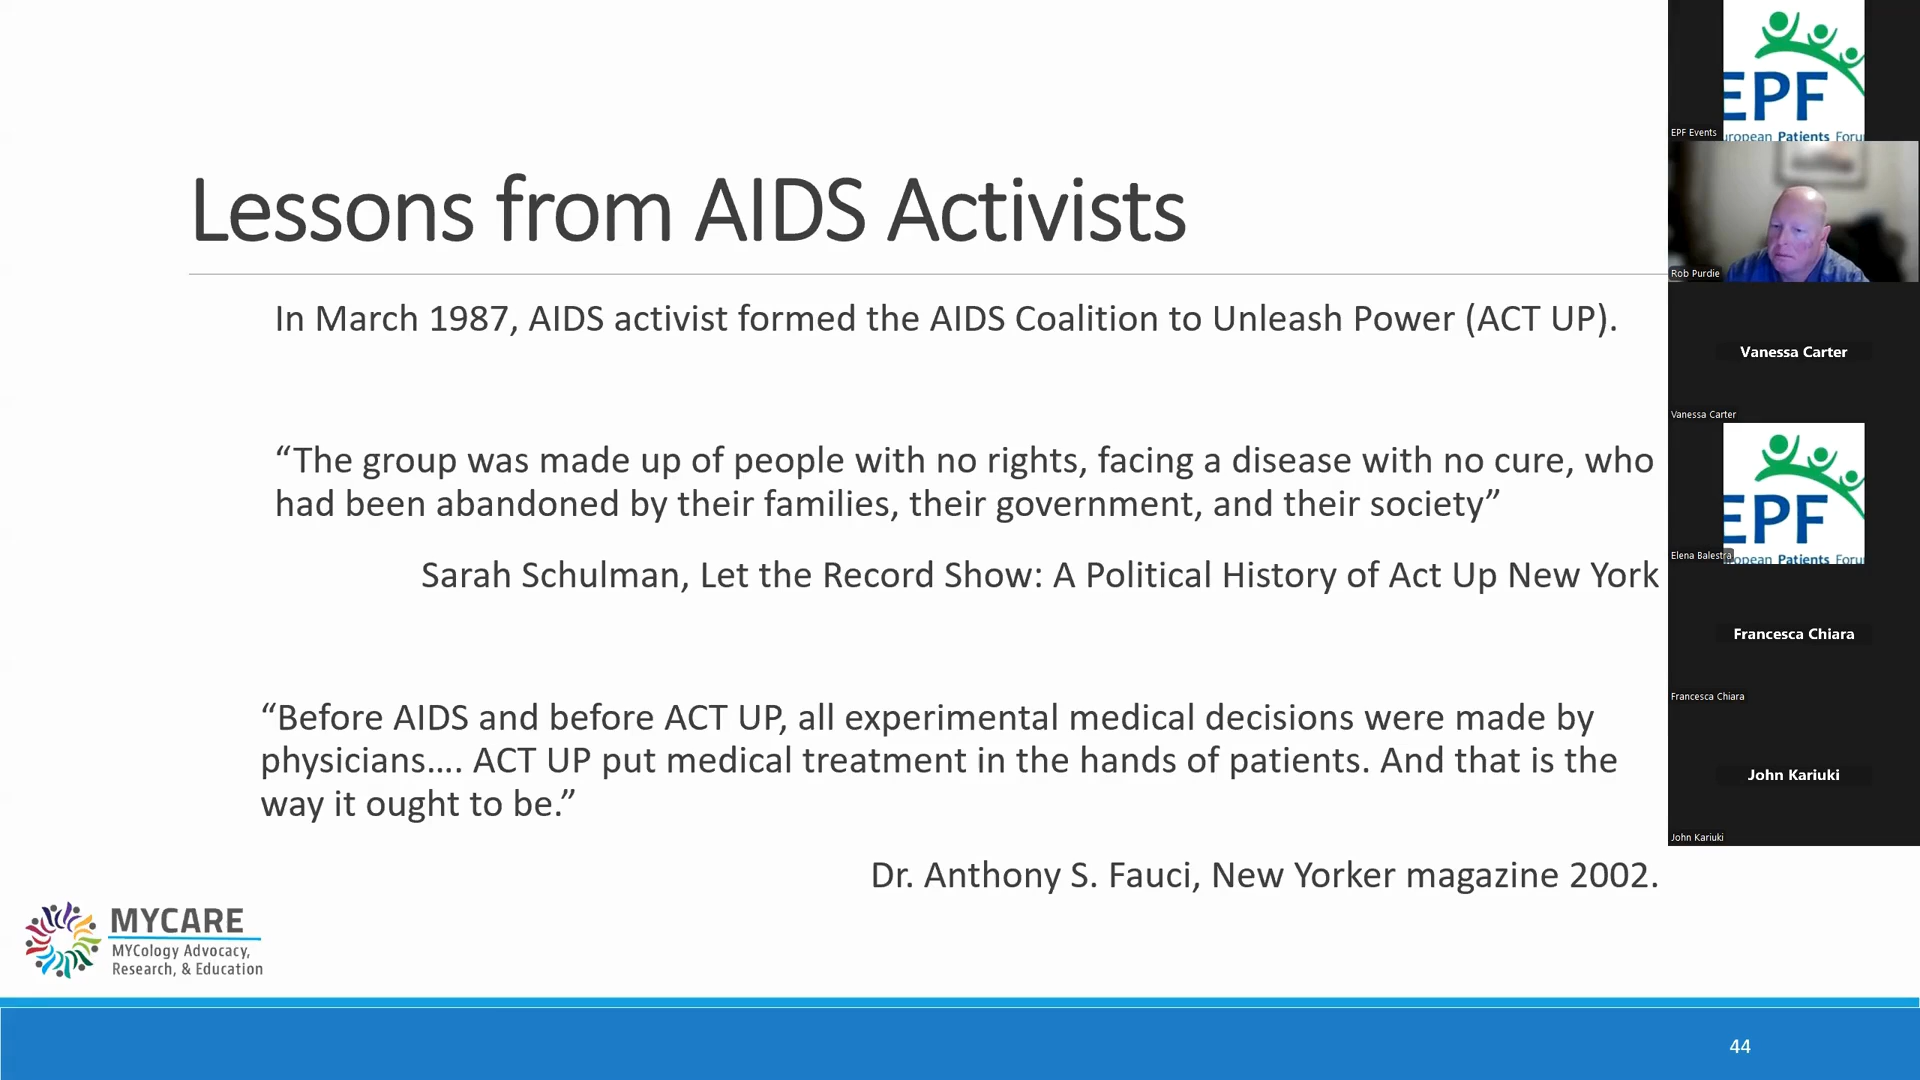 Lessons from AIDS Activists
In March 1987, AIDS activist formed the AIDS Coalition to Unleash Power (ACT UP).
“The group was made up of people with no rights, facing a disease with no cure, who
had been abandoned by their families, their government, and their society”
Sarah Schulman, Let the Record Show: A Political History of Act Up New York
“Before AIDS and before ACT UP, all experimental medical decisions were made by
physicians.... ACT UP put medical treatment in the hands of patients. And that is the
way it ought to be.”
Dr. Anthony S. Fauci, New Yorker magazine 2002.
MYCARE
MYCology Advocacy,
Research, & Education
44
EPF
uropean Patients Foru
EPF Events
Rob Purdie
Vanessa Carter
Vanessa Carter
EPF
opean Patients Foru
Elena Balestra
Francesca Chiara
Francesca Chiara
John Kariuki
John Kariuki